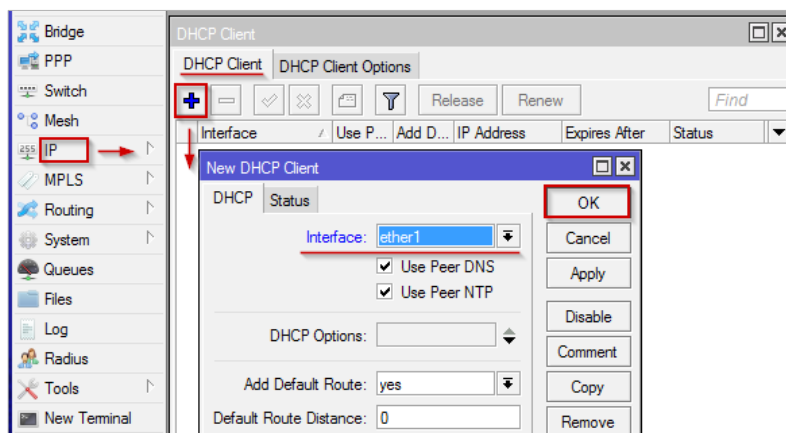 Bridge
PPP
Switch
Mesh
255 IP
MPLS
Routing
System
Queues
Files
Log
Radius
Tools
New Terminal
DHCP Client
DHCP Client DHCP Client Options
Release Renew Find
Interface / Use P... Add D... IP Address Expires After Status
New DHCP Client
DHCP Status
Interface: ether1
Use Peer DNS
Use Peer NTP
DHCP Options:
Add Default Route: yes
Default Route Distance: 0
OK
Cancel
Apply
Disable
Comment
Copy
Remove